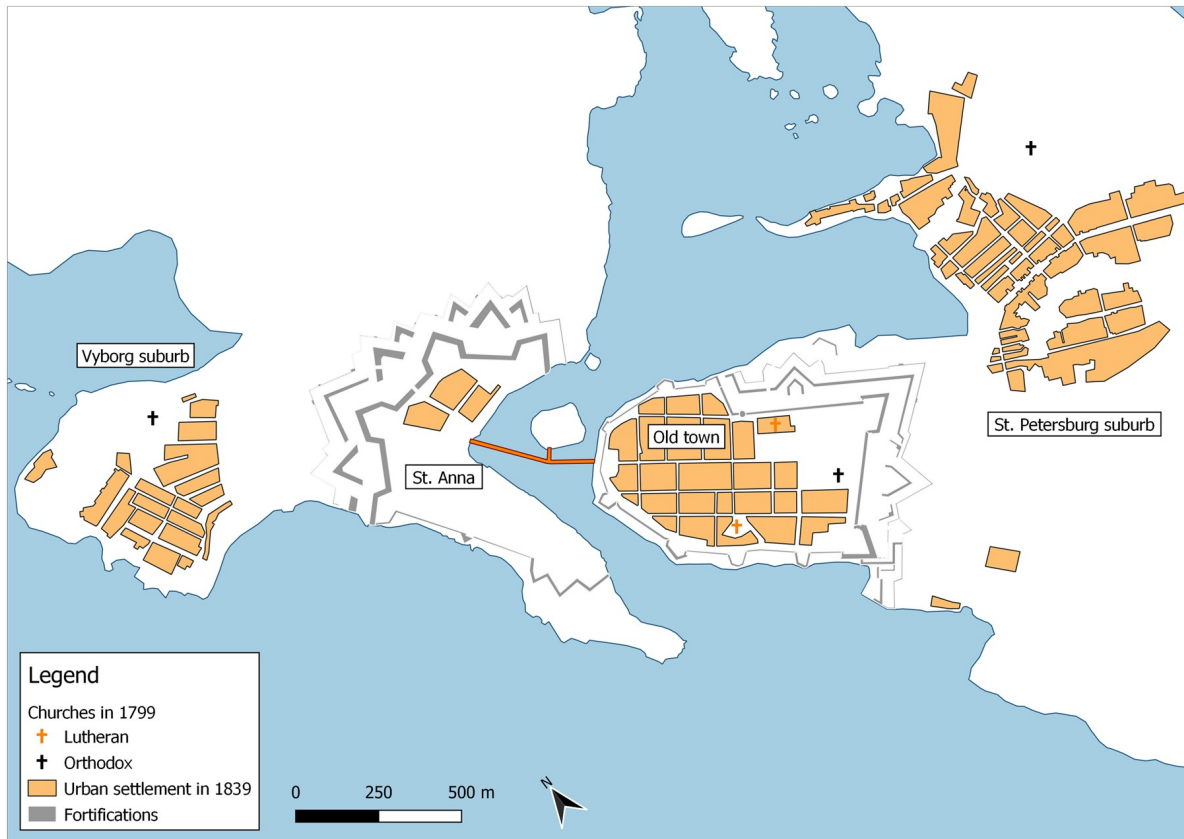 Vyborg suburb
St. Anna
Old town
St. Petersburg suburb
Legend
Churches in 1799
Lutheran
Orthodox
Urban settlement in 1839
Fortifications
0 250 500 m
N